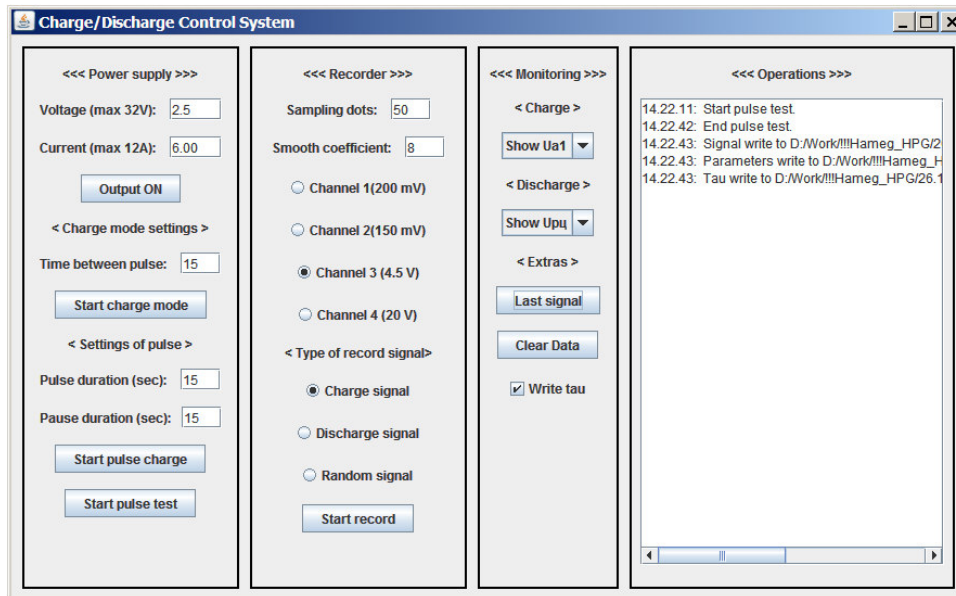 Charge/Discharge Control System
<<< Power supply >>>
Voltage (max 32V): 2.5
Current (max 12A): 6.00
Output ON
< Charge mode settings >
Time between pulse: 15
Start charge mode
< Settings of pulse >
Pulse duration (sec): 15
Pause duration (sec): 15
Start pulse charge
Start pulse test
<<< Recorder >>>
Sampling dots: 50
Smooth coefficient: 8
Channel 1(200 mV)
Channel 2(150 mV)
Channel 3 (4.5 V)
Channel 4 (20 V)
< Type of record signal>
Charge signal
Discharge signal
Random signal
Start record
<<< Monitoring >>>
< Charge >
Show Ua1
< Discharge >
Show Upц
< Extras >
Last signal
Clear Data
Write tau
<<< Operations >>>
14.22.11: Start pulse test.
14.22.42: End pulse test.
14.22.43: Signal write to D:/Work/!!!Hameg_HPG/2
14.22.43: Parameters write to D:/Work/!!!Hameg_H
14.22.43: Tau write to D:/Work/!!!Hameg_HPG/26.1